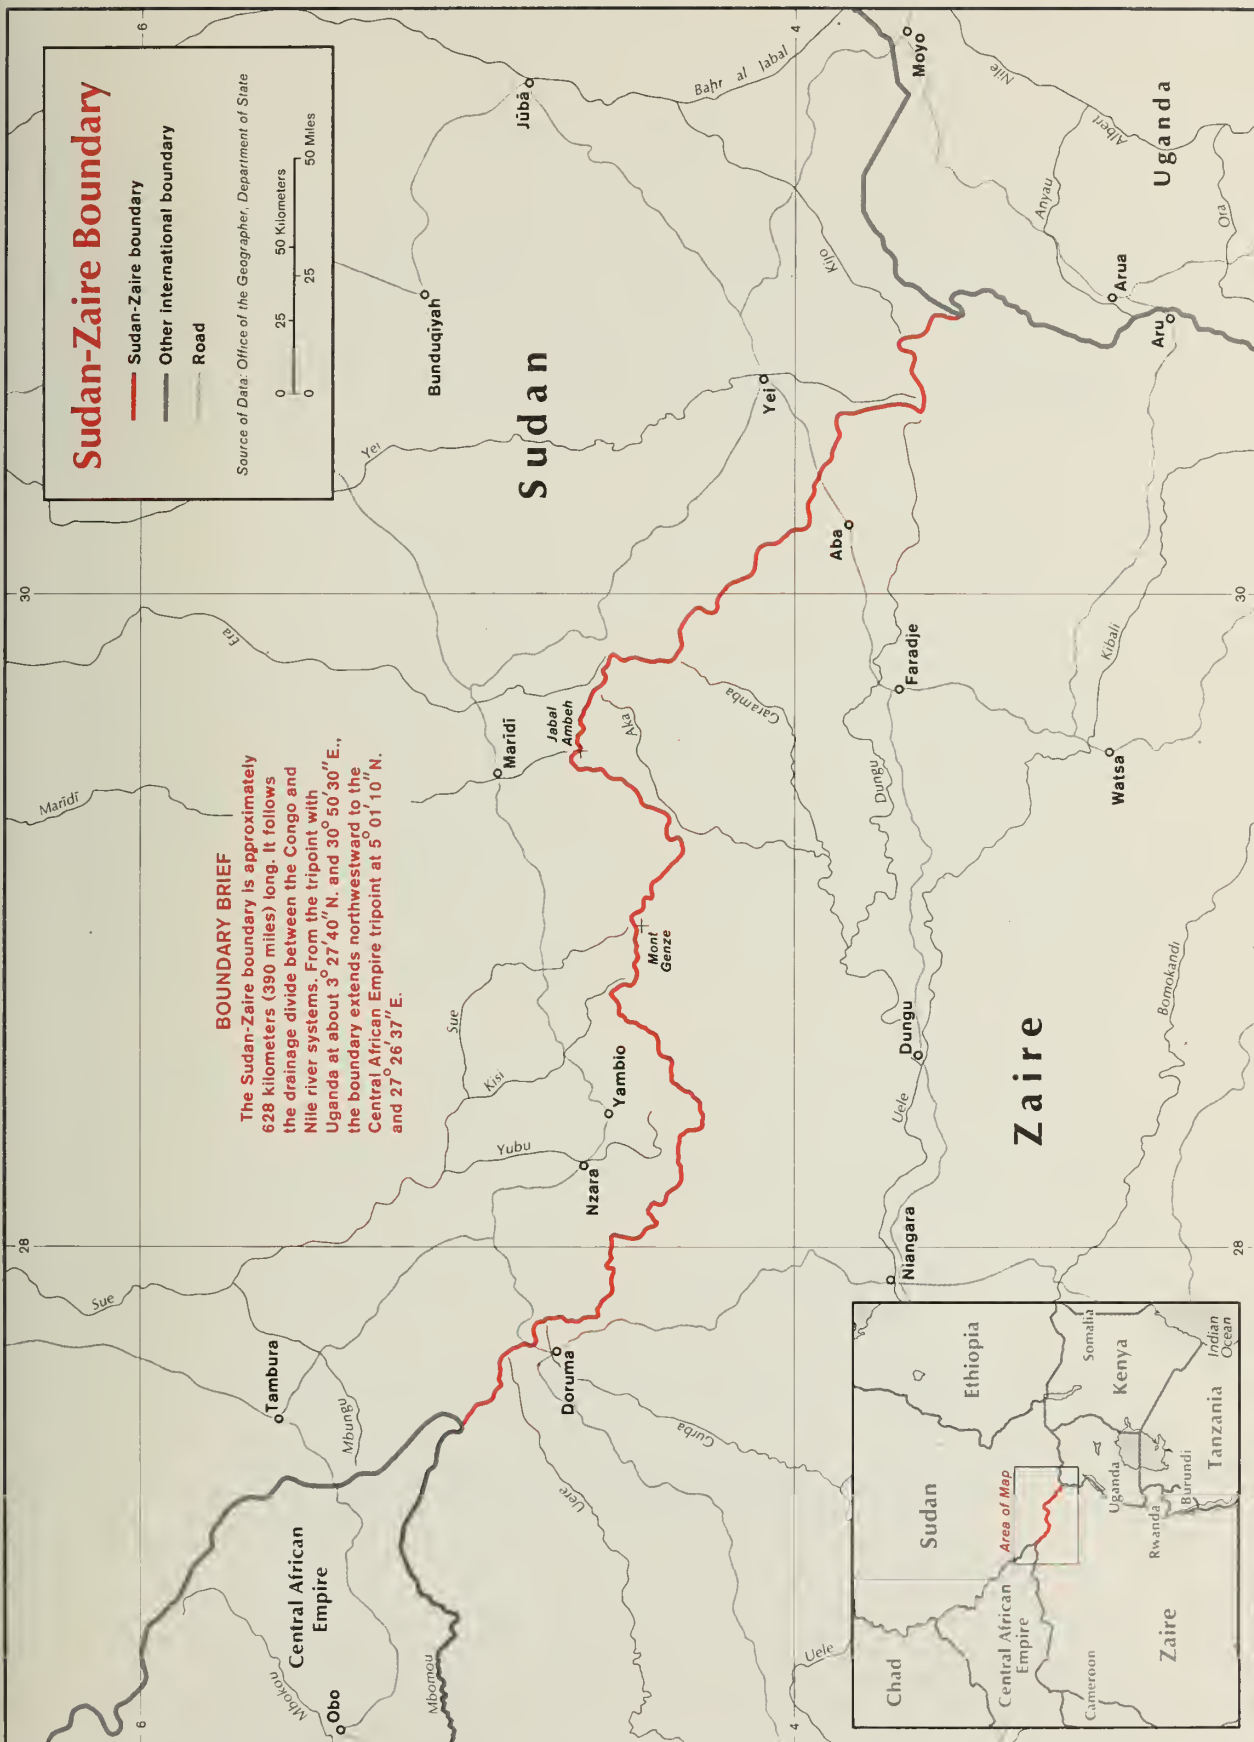 Sudan-Zaire Boundary
Sudan-Zaire boundary
Other international boundary
Road
Source of Data: Office of the Geographer, Department of State
0 25 50 Kilometers
0 25 50 Miles
BOUNDARY BRIEF
The Sudan-Zaire boundary is approximately
628 kilometers (390 miles) long. It follows
the drainage divide between the Congo and
Nile river systems. From the tripoint with
Uganda at about 3°27'40"N. and 30°50'30"E.,
the boundary extends northwestward to the
Central African Empire tripoint at 5°01'10"N.
and 27°26'37"E.
28
30
6
6
4
4
28
30
Sudan
Zaire
Uganda
Central African
Empire
Obo
Tambura
Doruma
Nzara
Yambio
Marīdī
Yei
Bunduqīyah
Jūbā
Moyo
Arua
Aru
Aba
Faradje
Watsa
Dungu
Niangara
Jabal
Ambeh
Mont
Genze
Mbokou
Mbomou
Mbungu
Sue
Sue
Yubu
Kisi
Maridi
Era
Yei
Bahr al Jabal
Kilo
Albert
Nile
Anyau
Ora
Aka
Garamba
Dungu
Kibali
Bomokandi
Uele
Uele
Uere
Gurba
Area of Map
Chad
Sudan
Ethiopia
Central African
Empire
Cameroon
Zaire
Uganda
Rwanda
Burundi
Kenya
Somalia
Tanzania
Indian
Ocean